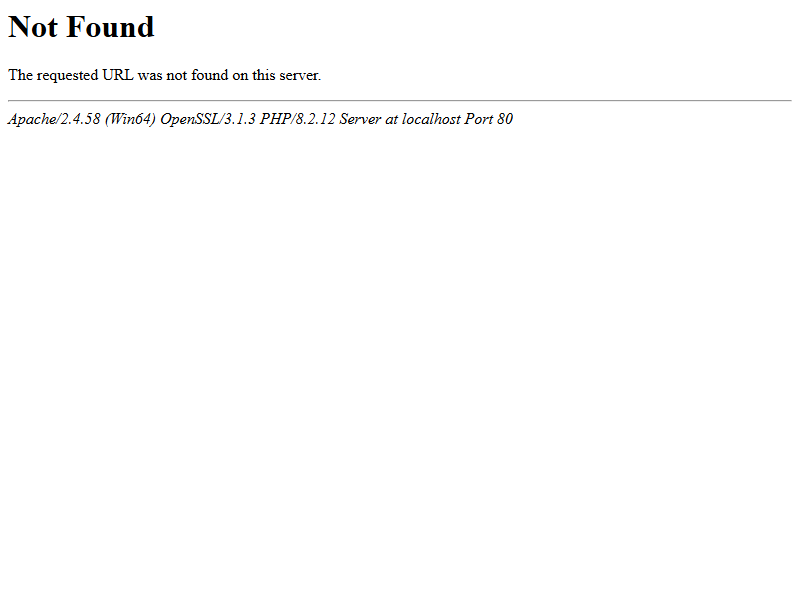 Not Found
The requested URL was not found on this server.
Apache/2.4.58 (Win64) OpenSSL/3.1.3 PHP/8.2.12 Server at localhost Port 80